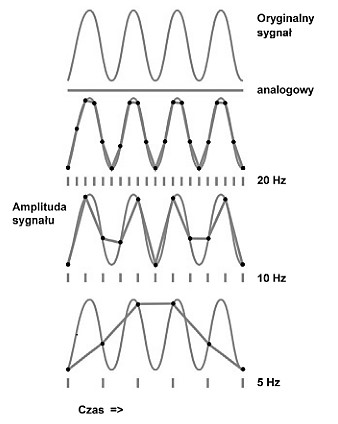 Oryginalny
sygnał
analogowy
20 Hz
Amplituda
sygnału
10 Hz
5 Hz
Czas =>